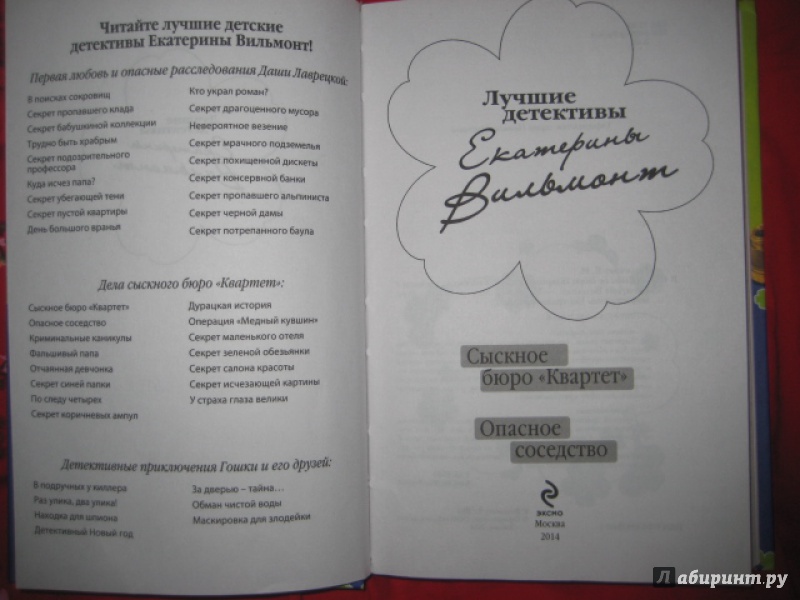 Читайте лучшие детские
детективы Екатерины Вильмонт!
Первая любовь и опасные расследования Даши Лаврецкой:
В поисках сокровищ
Секрет пропавшего клада
Секрет бабушкиной коллекции
Трудно быть храбрым
Секрет подозрительного
профессора
Куда исчез папа?
Секрет убегающей тени
Секрет пустой квартиры
День большого вранья
Кто украл роман?
Секрет драгоценного мусора
Невероятное везение
Секрет мрачного подземелья
Секрет похищенной дискеты
Секрет консервной банки
Секрет пропавшего альпиниста
Секрет черной дамы
Секрет потрепанного баула
Дела сыскного бюро «Квартет»:
Сыскное бюро «Квартет»
Опасное соседство
Криминальные каникулы
Фальшивый папа
Отчаянная девчонка
Секрет синей папки
По следу четырех
Секрет коричневых ампул
Дурацкая история
Операция «Медный кувшин»
Секрет маленького отеля
Секрет зеленой обезьянки
Секрет салона красоты
Секрет исчезающей картины
У страха глаза велики
Детективные приключения Гошки и его друзей:
В подручных у киллера
Раз улика, два улика!
Находка для шпиона
Детективный Новый год
За дверью – тайна...
Обман чистой воды
Маскировка для злодейки
Лучшие
детективы
Екатерины
Вильмонт
Сыскное
бюро «Квартет»
Опасное
соседство
эксмо
Москва
2014
Лабиринт.ру